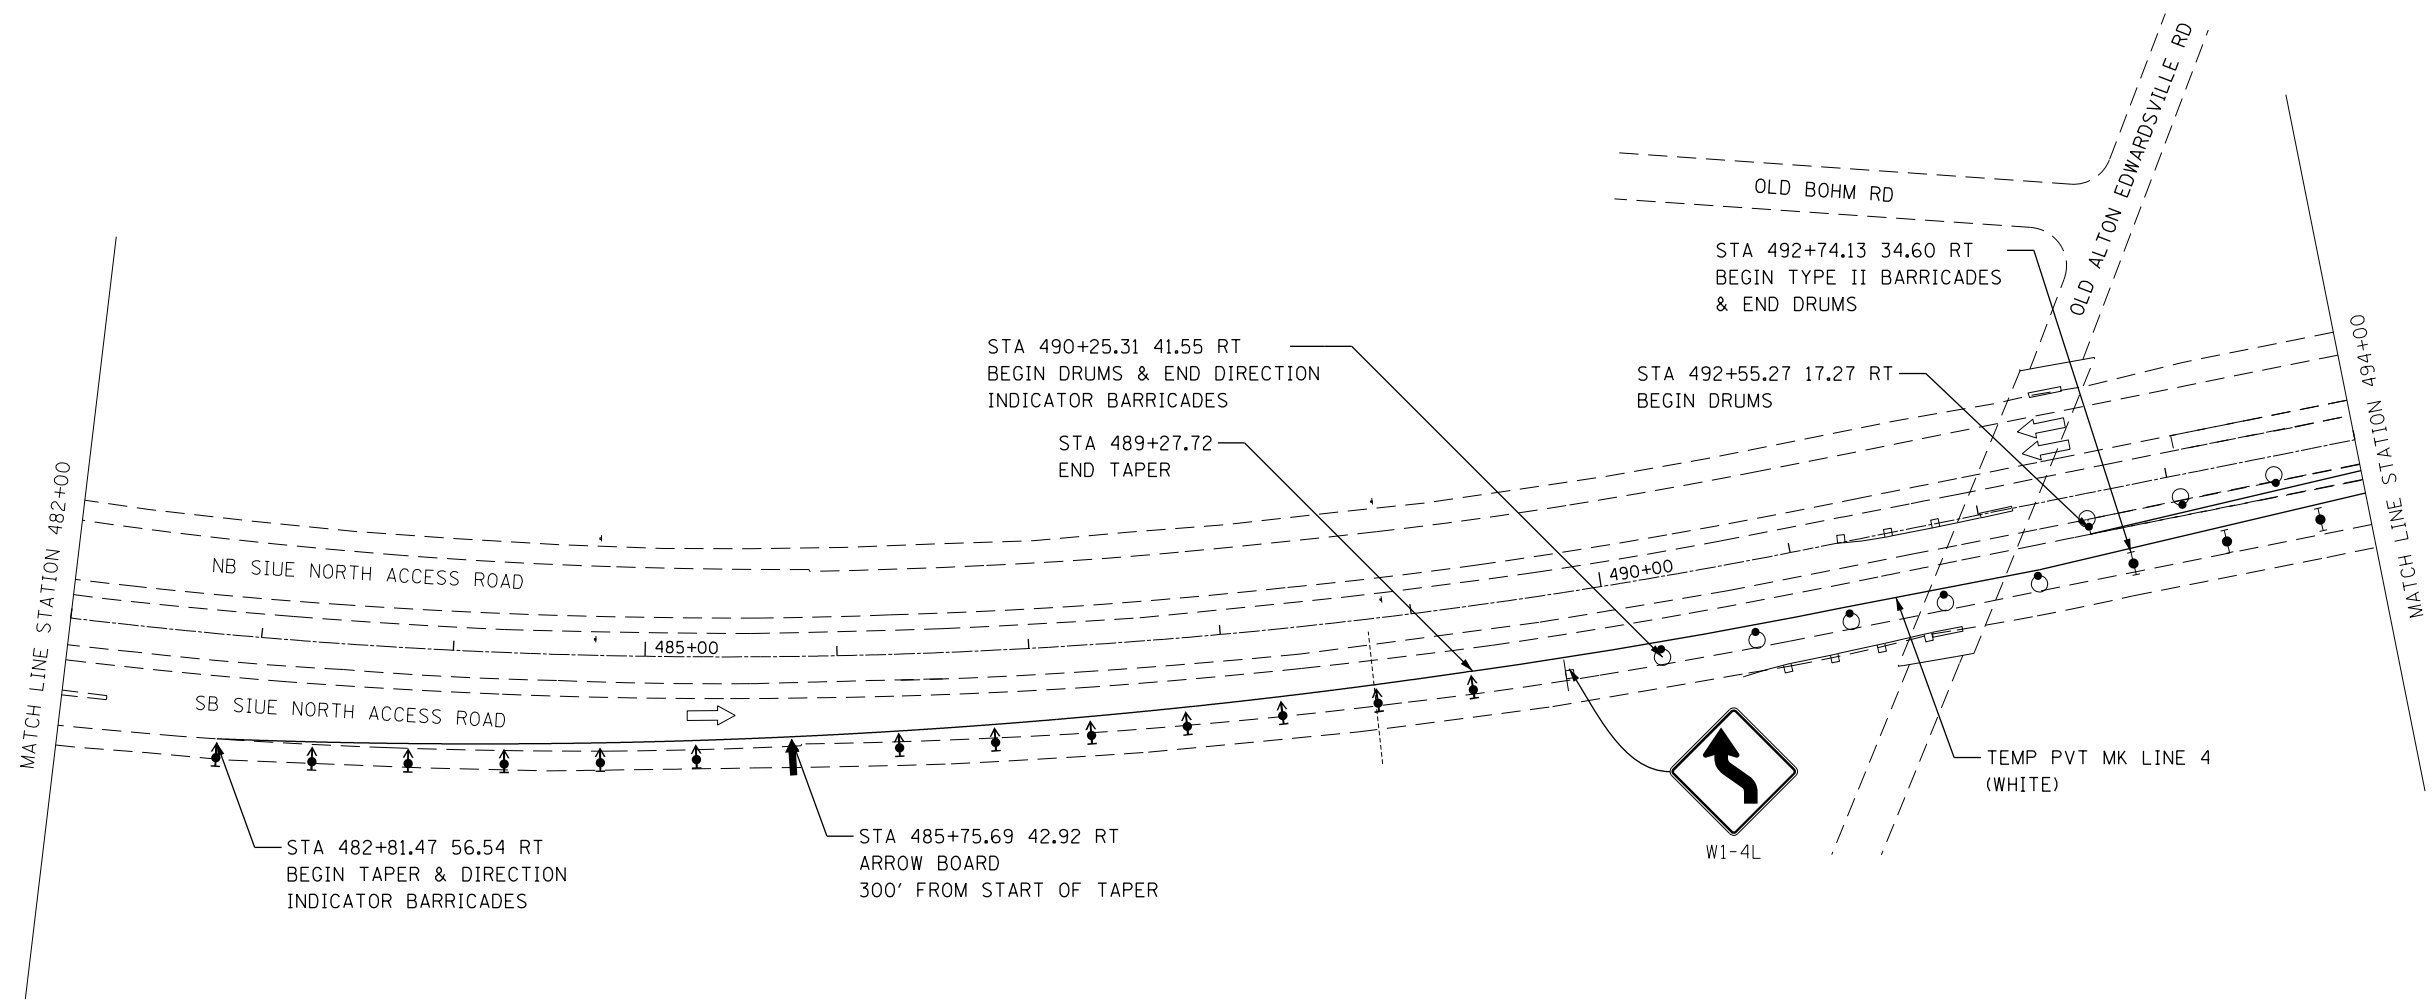 OLD BOHM RD
OLD ALTON EDWARDSVILLE RD
STA 492+74.13 34.60 RT
BEGIN TYPE II BARRICADES
& END DRUMS
STA 490+25.31 41.55 RT
BEGIN DRUMS & END DIRECTION
INDICATOR BARRICADES
STA 492+55.27 17.27 RT
BEGIN DRUMS
STA 489+27.72
END TAPER
MATCH LINE STATION 482+00
MATCH LINE STATION 494+00
NB SIUE NORTH ACCESS ROAD
490+00
485+00
SB SIUE NORTH ACCESS ROAD
TEMP PVT MK LINE 4
(WHITE)
W1-4L
STA 482+81.47 56.54 RT
BEGIN TAPER & DIRECTION
INDICATOR BARRICADES
STA 485+75.69 42.92 RT
ARROW BOARD
300' FROM START OF TAPER